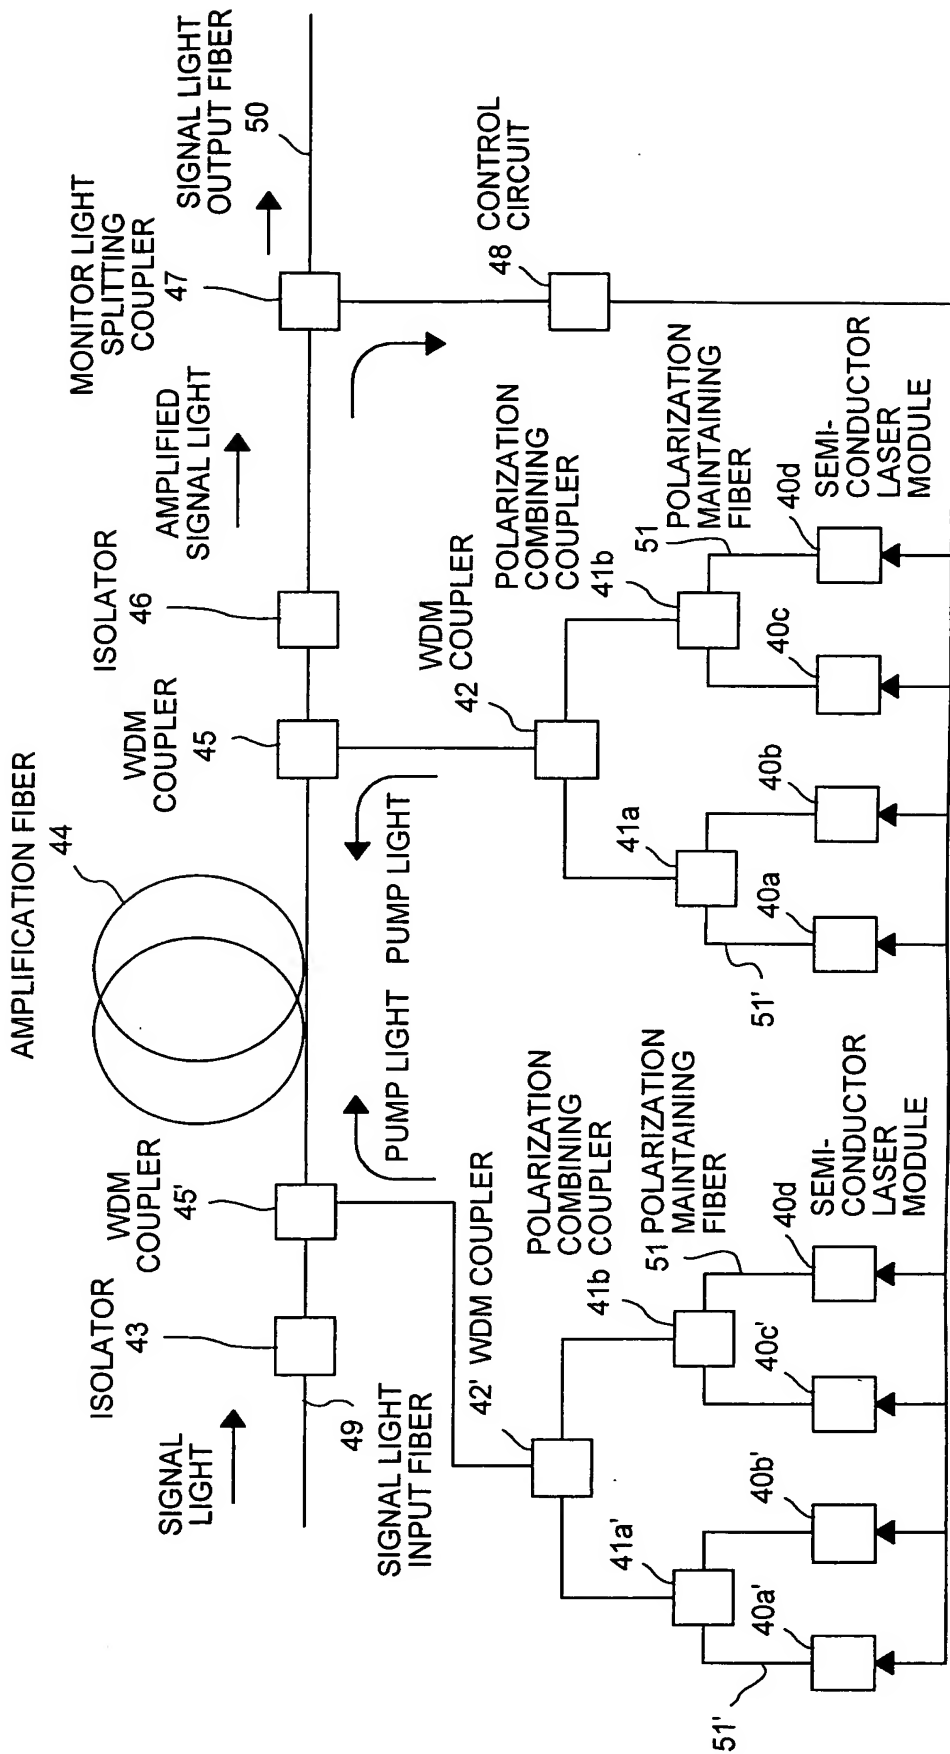 AMPLIFICATION FIBER
44
SIGNAL
LIGHT
ISOLATOR
43
WDM
COUPLER
45'
WDM
COUPLER
45
ISOLATOR
46
AMPLIFIED
SIGNAL LIGHT
MONITOR LIGHT
SPLITTING
COUPLER
47
SIGNAL LIGHT
OUTPUT FIBER
50
49
SIGNAL LIGHT
INPUT FIBER
PUMP LIGHT
PUMP LIGHT
42' WDM COUPLER
WDM
COUPLER
42
48
CONTROL
CIRCUIT
POLARIZATION
COMBINING
COUPLER
41b
41a'
51 POLARIZATION
MAINTAINING
FIBER
POLARIZATION
COMBINING
COUPLER
41b
41a
51
POLARIZATION
MAINTAINING
FIBER
51'
40a'
40b'
40c'
40d
SEMI-
CONDUCTOR
LASER
MODULE
51'
40a
40b
40c
40d
SEMI-
CONDUCTOR
LASER
MODULE